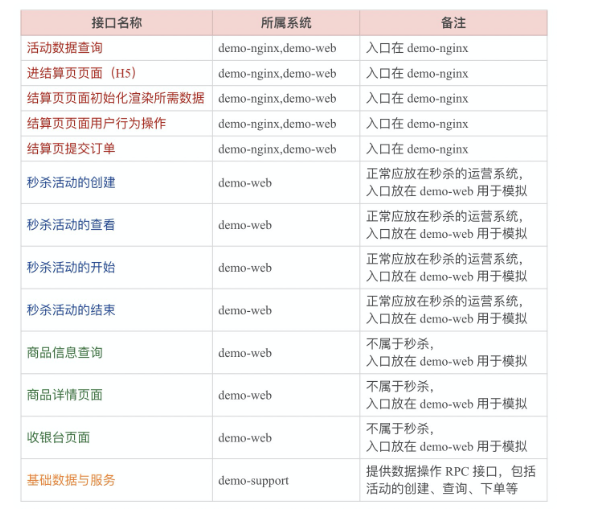 接口名称 所属系统 备注
活动数据查询 demo-nginx,demo-web 入口在 demo-nginx
进结算页页面（H5） demo-nginx,demo-web 入口在 demo-nginx
结算页页面初始化渲染所需数据 demo-nginx,demo-web 入口在 demo-nginx
结算页页面用户行为操作 demo-nginx,demo-web 入口在 demo-nginx
结算页提交订单 demo-nginx,demo-web 入口在 demo-nginx
秒杀活动的创建 demo-web 正常应放在秒杀的运营系统，
入口放在 demo-web 用于模拟
秒杀活动的查看 demo-web 正常应放在秒杀的运营系统，
入口放在 demo-web 用于模拟
秒杀活动的开始 demo-web 正常应放在秒杀的运营系统，
入口放在 demo-web 用于模拟
秒杀活动的结束 demo-web 正常应放在秒杀的运营系统，
入口放在 demo-web 用于模拟
商品信息查询 demo-web 不属于秒杀，
入口放在 demo-web 用于模拟
商品详情页面 demo-web 不属于秒杀，
入口放在 demo-web 用于模拟
收银台页面 demo-web 不属于秒杀，
入口放在 demo-web 用于模拟
基础数据与服务 demo-support 提供数据操作 RPC 接口，包括
活动的创建、查询、下单等